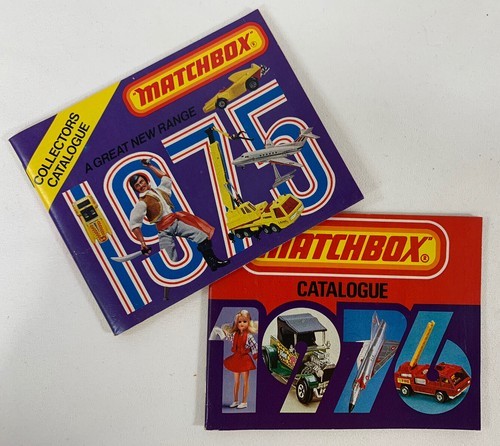 COLLECTORS
CATALOGUE
MATCHBOX®
A GREAT NEW RANGE
1975
MATCHBOX®
CATALOGUE
1976